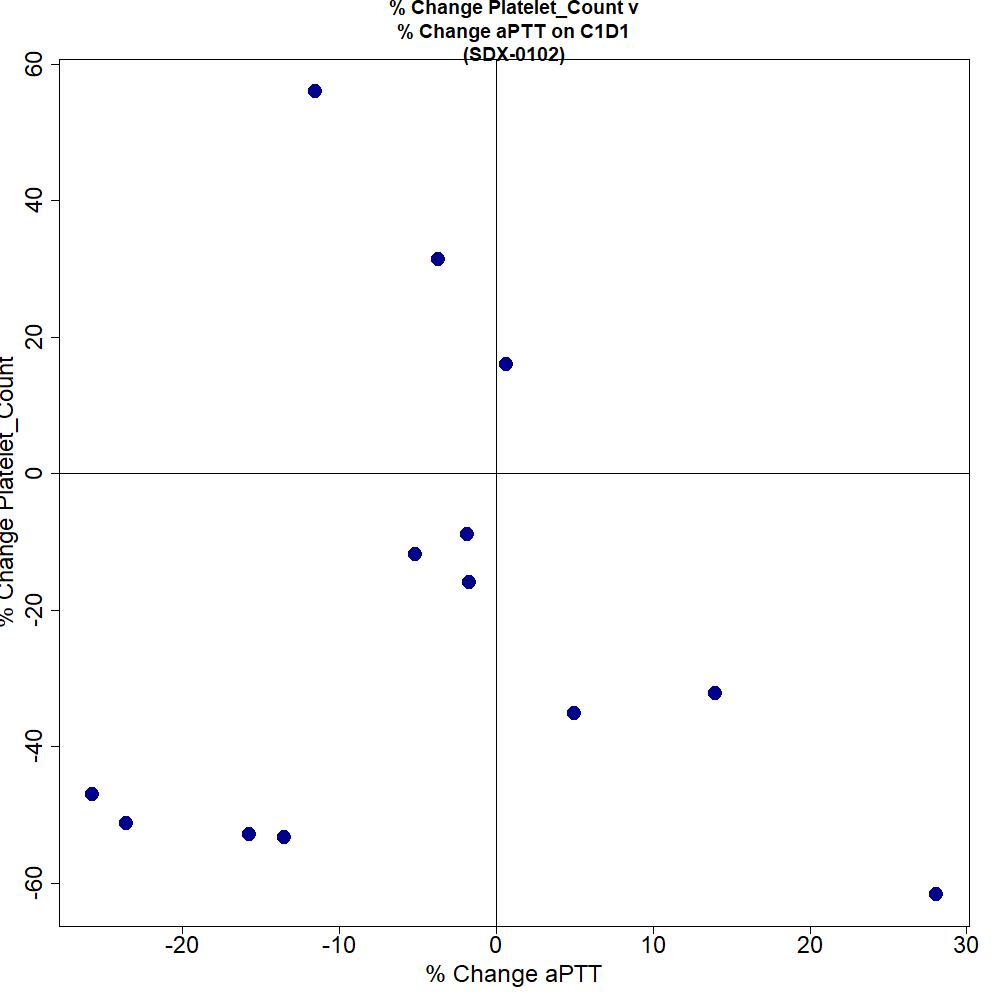 % Change Platelet_Count v
% Change aPTT on C1D1
(SDX-0102)
60
40
20
0
-20
-40
-60
% Change Platelet_Count
-20
-10
0
10
20
30
% Change aPTT